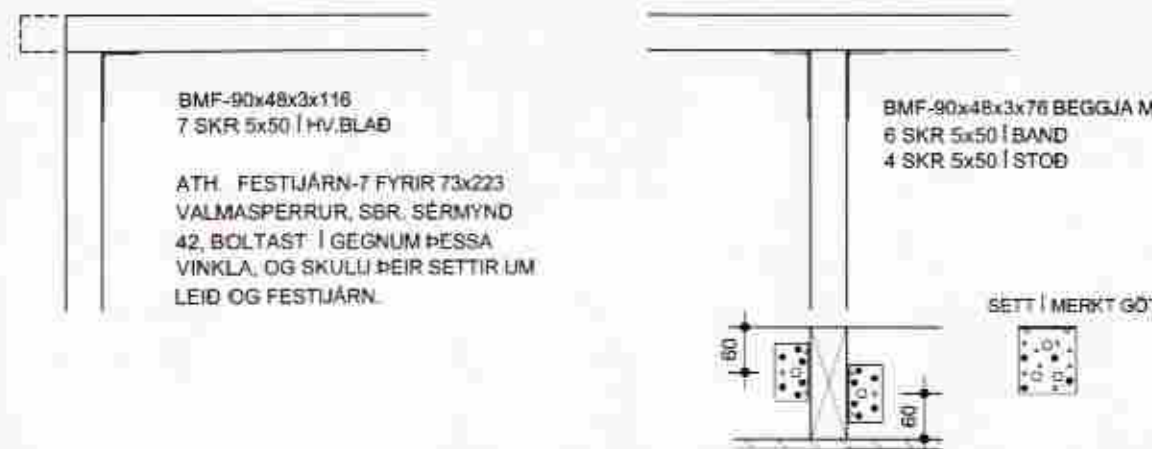 BMF-90x48x3x116
7 SKR 5x50 Í HV.BLAÐ
ATH. FESTIJÁRN-7 FYRIR 73x223
VALMASPERRUR, SBR. SÉRMYND
42, BOLTAST Í GEGNUM ÞESSA
VINKLA, OG SKULU ÞEIR SETTIR UM
LEIÐ OG FESTIJÁRN.
BMF-90x48x3x76 BEGGJA M
6 SKR 5x50 Í BAND
4 SKR 5x50 Í STOÐ
SETT Í MERKT GÖT
60
60